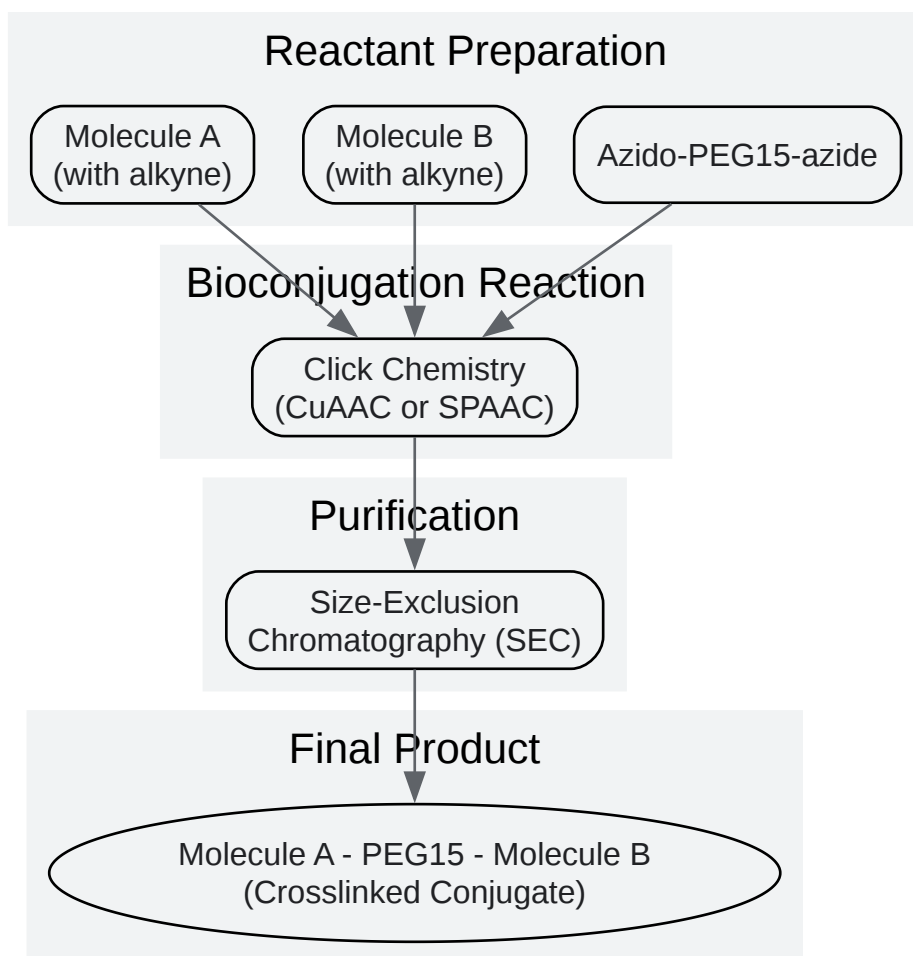 Reactant Preparation
Molecule A
(with alkyne)
Molecule B
(with alkyne)
Azido-PEG15-azide
Bioconjugation Reaction
Click Chemistry
(CuAAC or SPAAC)
Purification
Size-Exclusion
Chromatography (SEC)
Final Product
Molecule A - PEG15 - Molecule B
(Crosslinked Conjugate)